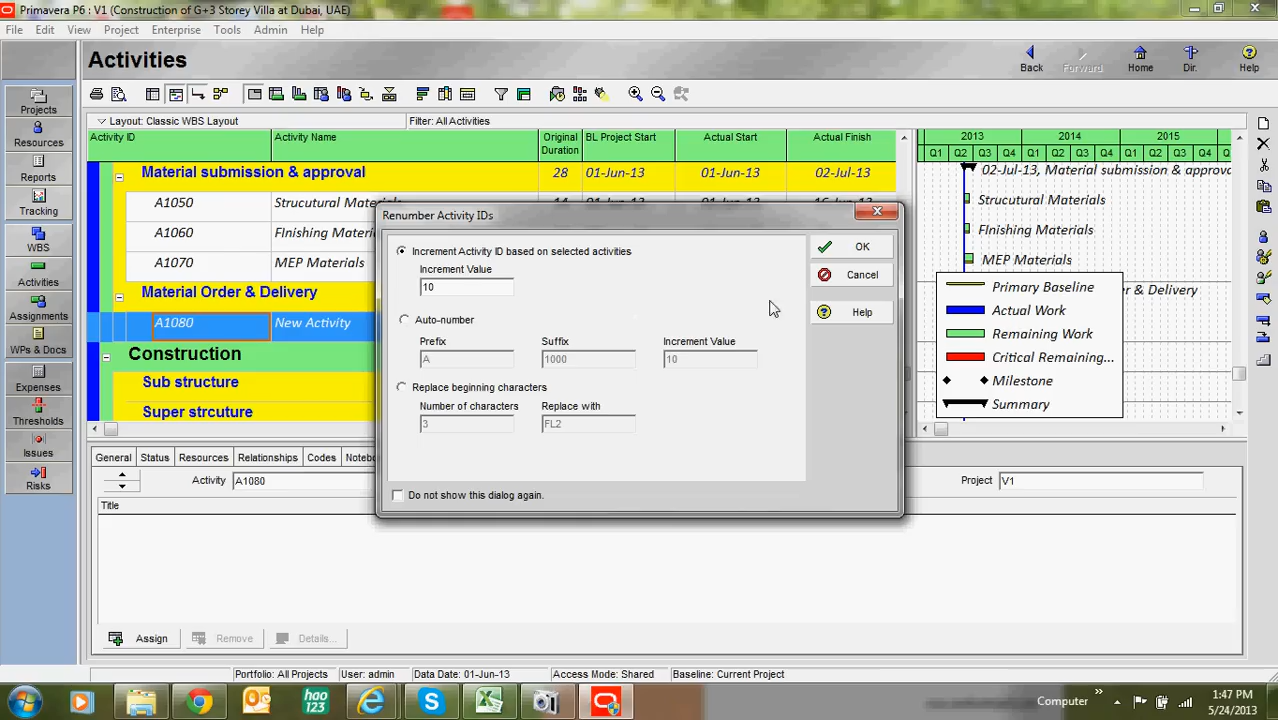 Primavera P6 : V1 (Construction of G+3 Storey Villa at Dubai, UAE)
File Edit View Project Enterprise Tools Admin Help
Activities
Back Forward Home Dir. Help
Layout: Classic WBS Layout Filter: All Activities
Activity ID Activity Name Original Duration BL Project Start Actual Start Actual Finish
2013 2014 2015
Q1 Q2 Q3 Q4 Q1 Q2 Q3 Q4 Q1 Q2 Q3 Q4 Q1
Projects
Resources
Reports
Tracking
WBS
Activities
Assignments
WPs & Docs
Expenses
Thresholds
Issues
Risks
Material submission & approval 28 01-Jun-13 01-Jun-13 02-Jul-13
02-Jul-13, Material submission & approva
A1050 Strucutural Materials
Strucutural Materials
A1060 FInishing Materials
FInishing Materials
A1070 MEP Materials
MEP Materials
Material Order & Delivery
er & Delivery
A1080 New Activity
Construction
Sub structure
Super strcuture
Primary Baseline
Actual Work
Remaining Work
Critical Remaining...
Milestone
Summary
Renumber Activity IDs
Increment Activity ID based on selected activities
Increment Value
10
Auto-number
Prefix Suffix Increment Value
A 1000 10
Replace beginning characters
Number of characters Replace with
3 FL2
Do not show this dialog again.
OK
Cancel
Help
General Status Resources Relationships Codes Noteb
Activity A1080 Project V1
Title
Assign Remove Details...
Portfolio: All Projects User: admin Data Date: 01-Jun-13 Access Mode: Shared Baseline: Current Project
hao 123
Computer
1:47 PM
5/24/2013